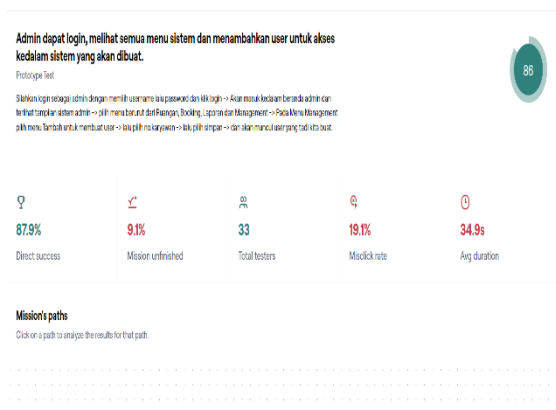 Admin dapat login, melihat semua menu sistem dan menambahkan user untuk akses
kedalam sistem yang akan dibuat.
Prototype Test
86
Silahkan login sebagai admin dengan memilih username lalu password dan klik login -> Akan masuk kedalam beranda admin dan
terlihat tampilan sistem admin -> pilih menu berurut dari Ruangan, Booking, Laporan dan Management -> Pada Menu Management
pilih menu Tambah untuk membuat user -> lalu pilih no.karyawan -> lalu pilih simpan -> dan akan muncul user yang tadi kita buat.
87.9%
Direct success
9.1%
Mission unfinished
33
Total testers
19.1%
Misclick rate
34.9s
Avg duration
Mission's paths
Click on a path to analyze the results for that path.